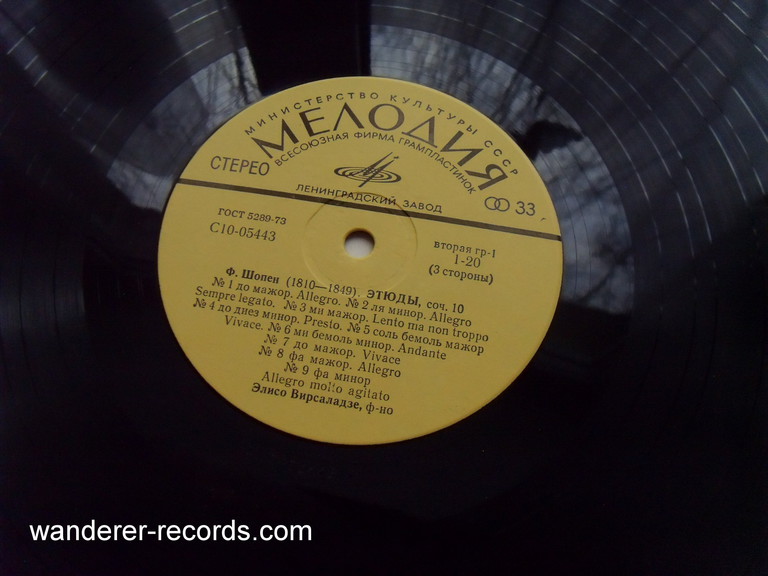 МИНИСТЕРСТВО КУЛЬТУРЫ СССР
МЕЛОДИЯ
ВСЕСОЮЗНАЯ ФИРМА ГРАМПЛАСТИНОК
СТЕРЕО
33
ЛЕНИНГРАДСКИЙ ЗАВОД
ГОСТ 5289-73
С10-05443
вторая гр-1
1-20
(3 стороны)
Ф. Шопен (1810—1849). ЭТЮДЫ, соч. 10
№ 1 до мажор. Allegro. № 2 ля минор. Allegro
Sempre legato. № 3 ми мажор. Lento ma non troppo
№ 4 до диез минор. Presto. № 5 соль бемоль мажор
Vivace. № 6 ми бемоль минор. Andante
№ 7 до мажор. Vivace
№ 8 фа мажор. Allegro
№ 9 фа минор
Allegro molto agitato
Элисо Вирсаладзе, ф-но
wanderer-records.com